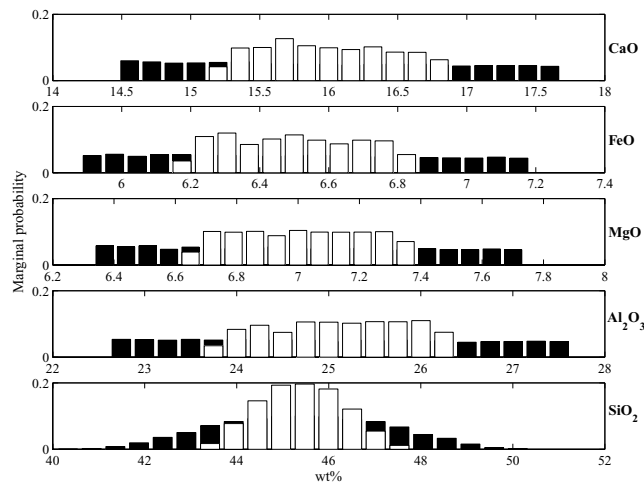 0.2
0
14 14.5 15 15.5 16 16.5 17 17.5 18
CaO
0.2
0
6 6.2 6.4 6.6 6.8 7 7.2 7.4
FeO
0.2
0
6.2 6.4 6.6 6.8 7 7.2 7.4 7.6 7.8 8
MgO
Marginal probability
0.2
0
22 23 24 25 26 27 28
Al₂O₃
0.2
0
40 42 44 46 48 50 52
SiO₂
wt%